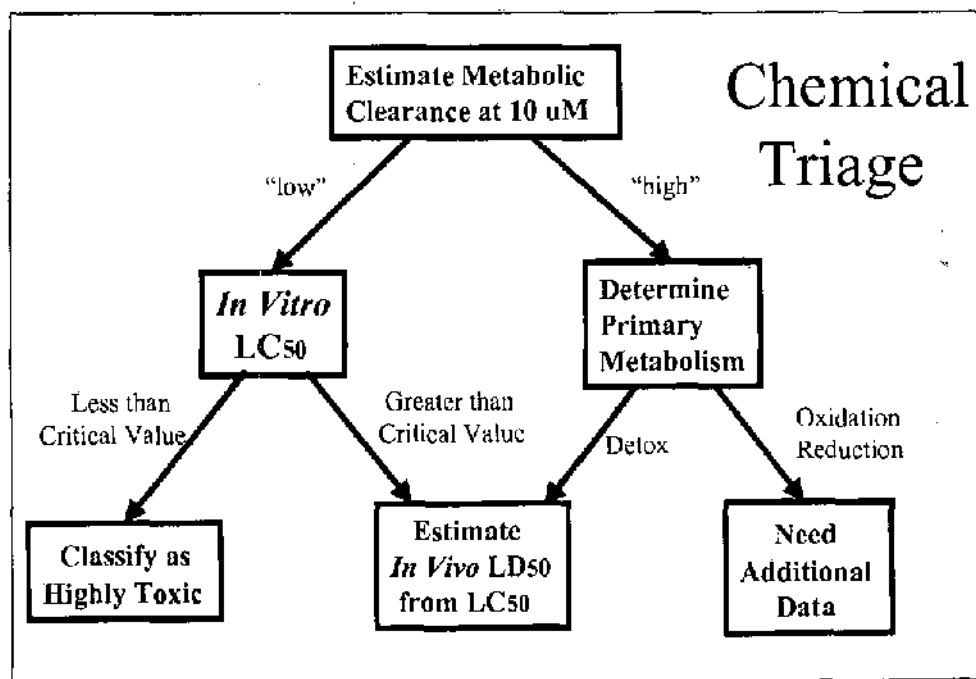 Chemical
Triage
Estimate Metabolic
Clearance at 10 uM
"low"
"high"
In Vitro
LC50
Determine
Primary
Metabolism
Less than
Critical Value
Greater than
Critical Value
Detox
Oxidation
Reduction
Classify as
Highly Toxic
Estimate
In Vivo LD50
from LC50
Need
Additional
Data